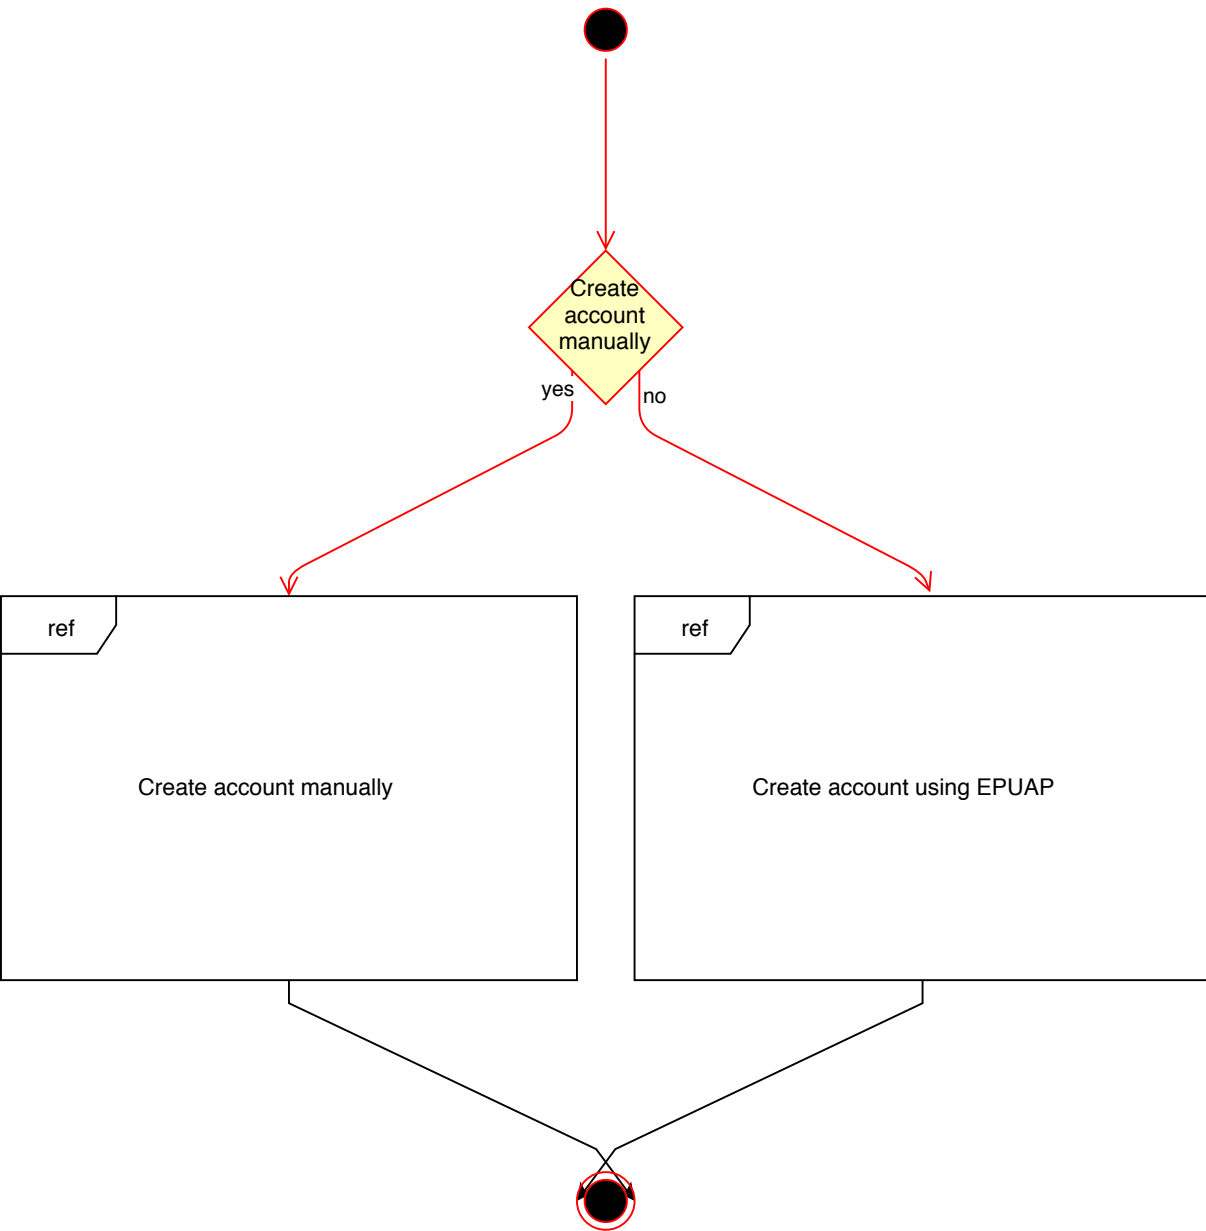 Create
account
manually
yes
no
ref
ref
Create account manually
Create account using EPUAP